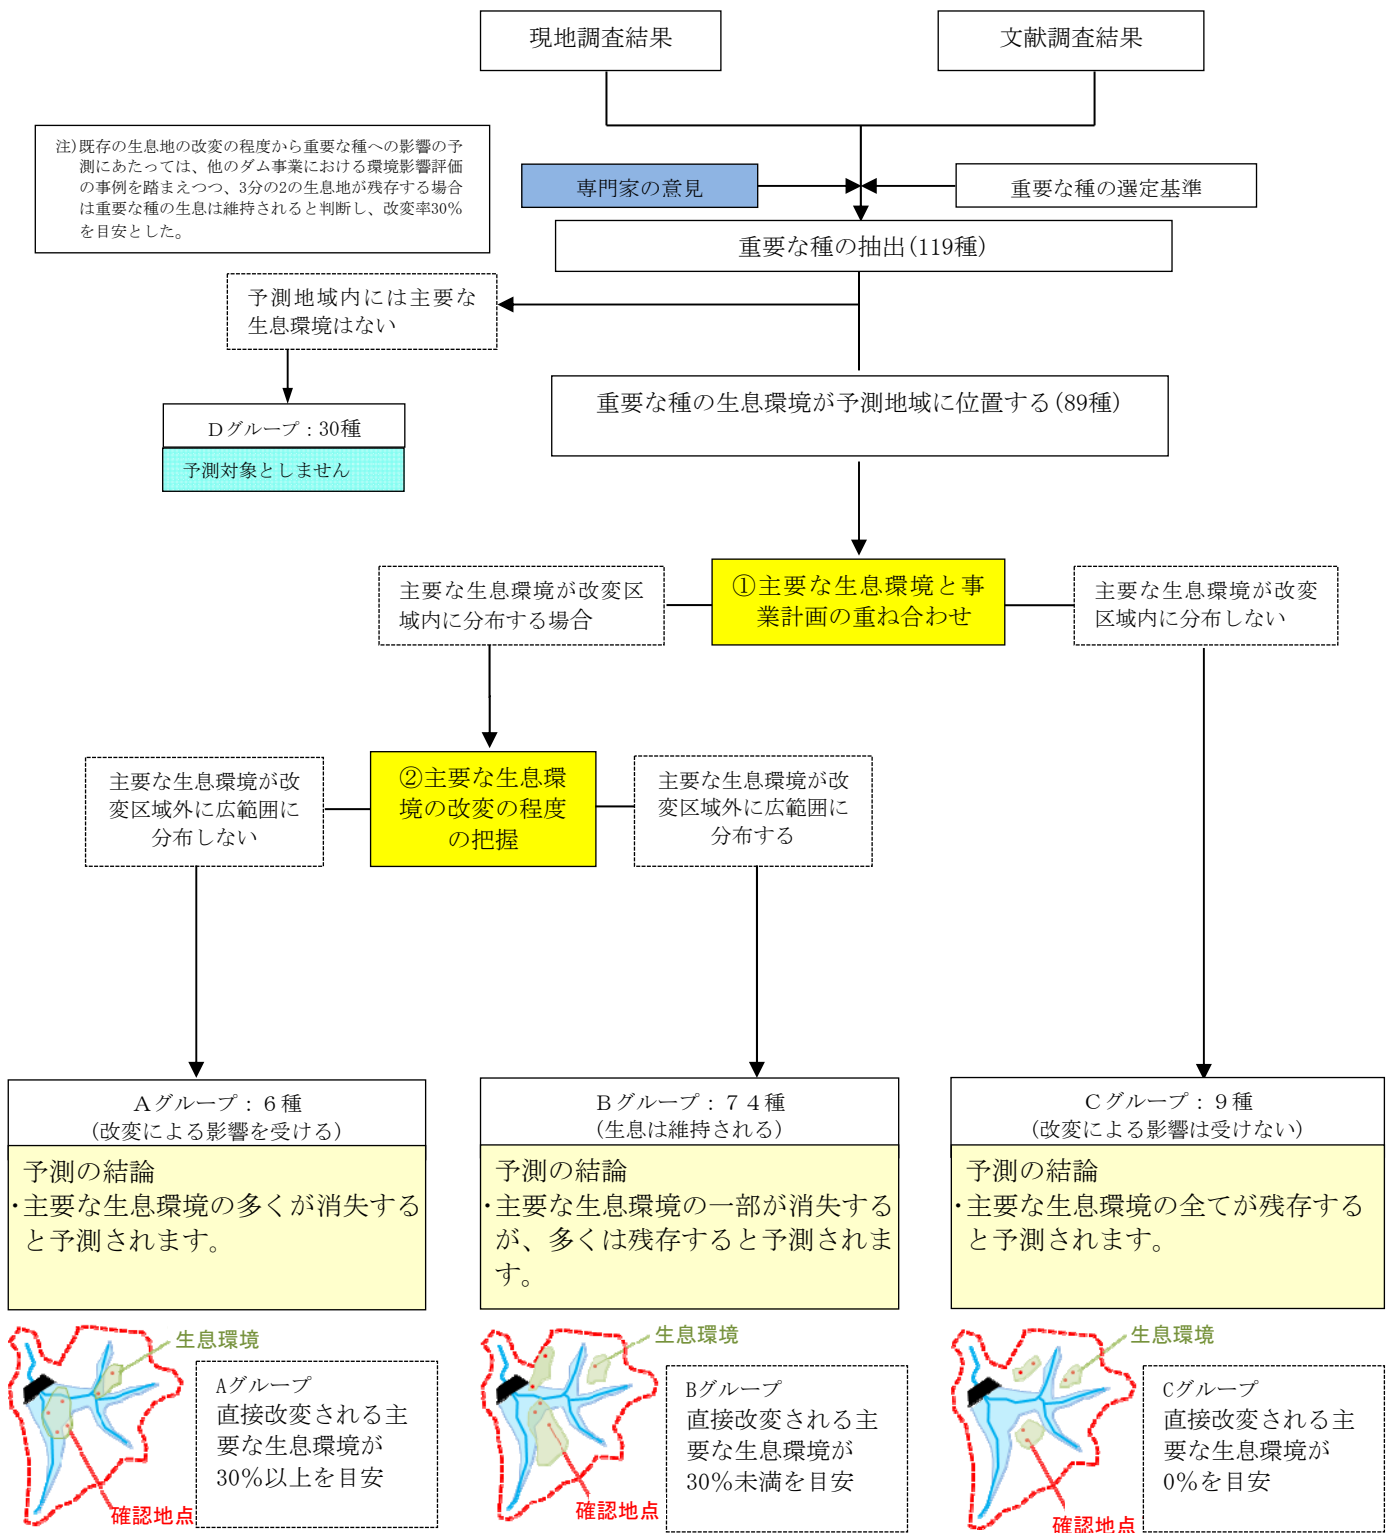 現地調査結果
文献調査結果
注)既存の生息地の改変の程度から重要な種への影響の予
測にあたっては、他のダム事業における環境影響評価
の事例を踏まえつつ、3分の2の生息地が残存する場合
は重要な種の生息は維持されると判断し、改変率30%
を目安とした。
専門家の意見
重要な種の選定基準
重要な種の抽出(119種)
予測地域内には主要な
生息環境はない
重要な種の生息環境が予測地域に位置する(89種)
Dグループ：30種
予測対象としません
主要な生息環境が改変区
域内に分布する場合
①主要な生息環境と事
業計画の重ね合わせ
主要な生息環境が改変
区域内に分布しない
主要な生息環境が改
変区域外に広範囲に
分布しない
②主要な生息環
境の改変の程度
の把握
主要な生息環境が改
変区域外に広範囲に
分布する
Aグループ：６種
(改変による影響を受ける)
予測の結論
・主要な生息環境の多くが消失する
と予測されます。
Bグループ：７４種
(生息は維持される)
予測の結論
・主要な生息環境の一部が消失する
が、多くは残存すると予測されま
す。
Cグループ：９種
(改変による影響は受けない)
予測の結論
・主要な生息環境の全てが残存する
と予測されます。
生息環境
Aグループ
直接改変される主
要な生息環境が
30%以上を目安
確認地点
生息環境
Bグループ
直接改変される主
要な生息環境が
30%未満を目安
確認地点
生息環境
Cグループ
直接改変される主
要な生息環境が
0%を目安
確認地点